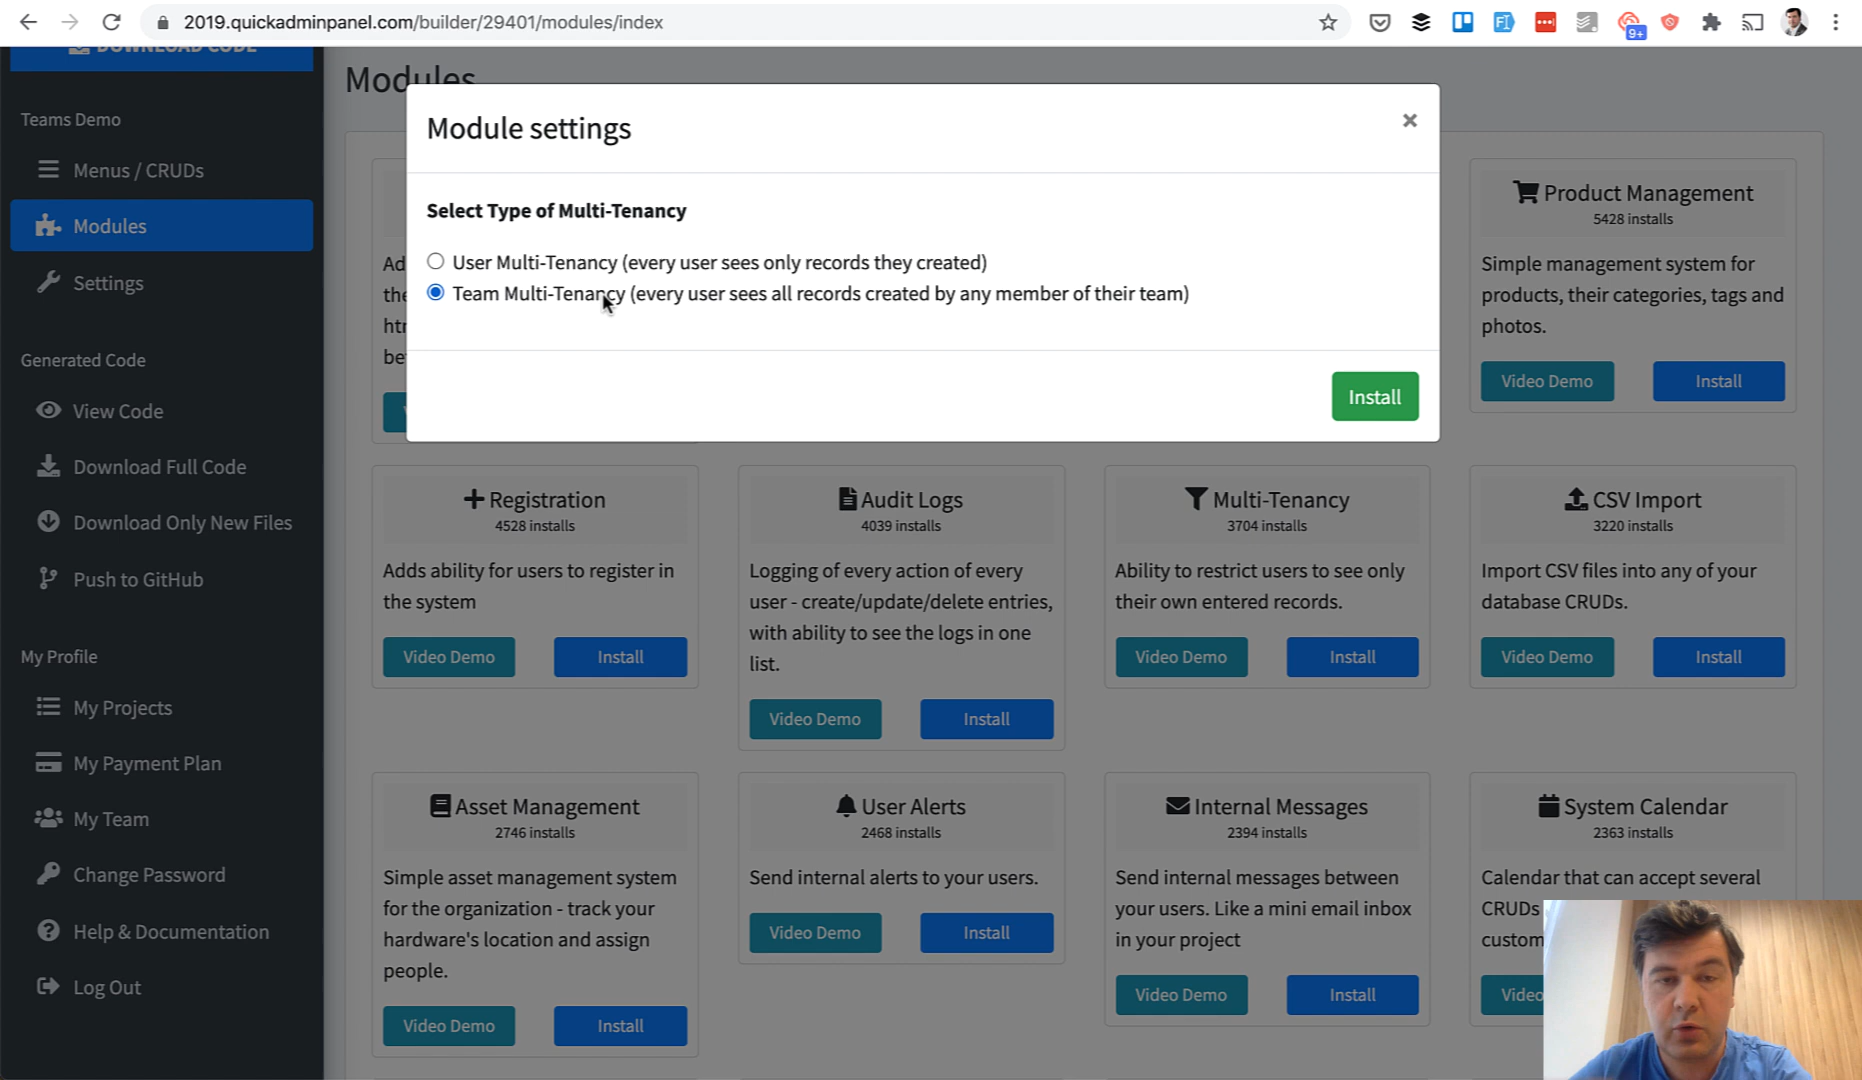 2019.quickadminpanel.com/builder/29401/modules/index
9+
DOWNLOAD CODE
Teams Demo
Menus / CRUDs
Modules
Settings
Generated Code
View Code
Download Full Code
Download Only New Files
Push to GitHub
My Profile
My Projects
My Payment Plan
My Team
Change Password
Help & Documentation
Log Out
Modules
Module settings
×
Select Type of Multi-Tenancy
User Multi-Tenancy (every user sees only records they created)
Team Multi-Tenancy (every user sees all records created by any member of their team)
Install
Product Management
5428 installs
Simple management system for
products, their categories, tags and
photos.
Video Demo
Install
Registration
4528 installs
Adds ability for users to register in
the system
Video Demo
Install
Audit Logs
4039 installs
Logging of every action of every
user - create/update/delete entries,
with ability to see the logs in one
list.
Video Demo
Install
Multi-Tenancy
3704 installs
Ability to restrict users to see only
their own entered records.
Video Demo
Install
CSV Import
3220 installs
Import CSV files into any of your
database CRUDs.
Video Demo
Install
Asset Management
2746 installs
Simple asset management system
for the organization - track your
hardware's location and assign
people.
Video Demo
Install
User Alerts
2468 installs
Send internal alerts to your users.
Video Demo
Install
Internal Messages
2394 installs
Send internal messages between
your users. Like a mini email inbox
in your project
Video Demo
Install
System Calendar
2363 installs
Calendar that can accept several
CRUDs
custom